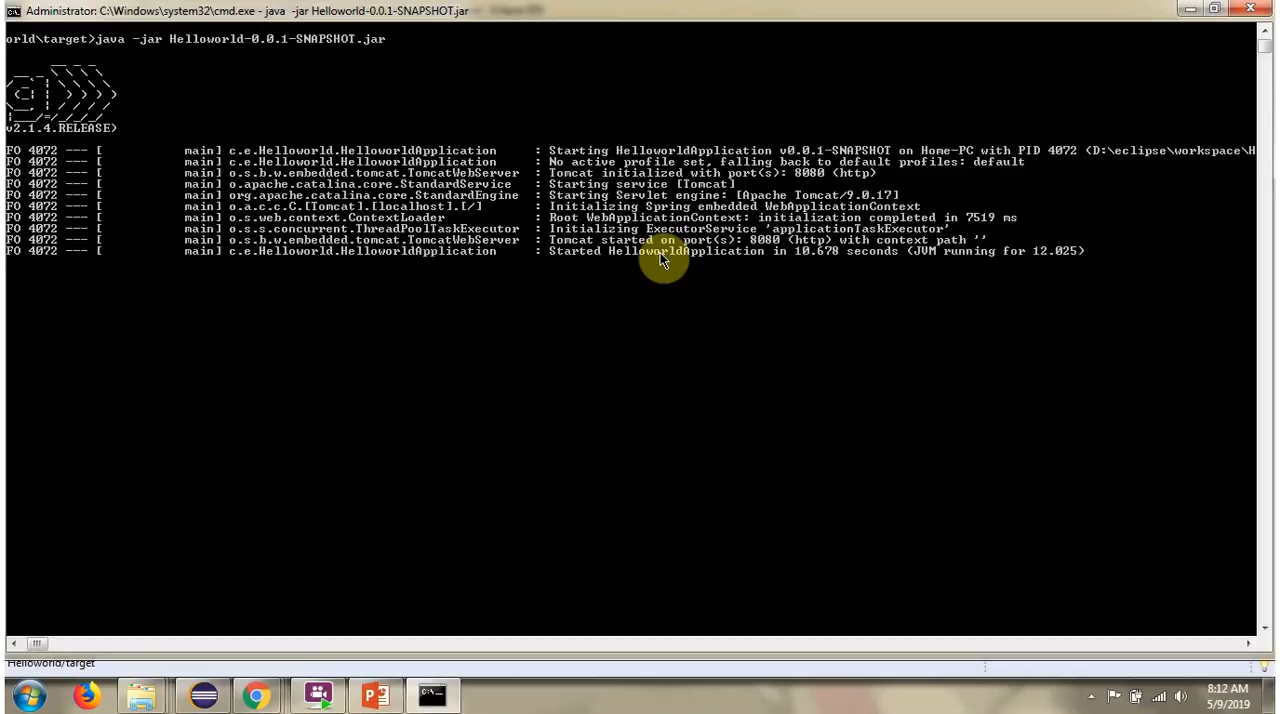 Administrator: C:\Windows\system32\cmd.exe - java -jar Helloworld-0.0.1-SNAPSHOT.jar
orld\target>java -jar Helloworld-0.0.1-SNAPSHOT.jar
v2.1.4.RELEASE)
FO 4072 --- [           main] c.e.Helloworld.HelloworldApplication     : Starting HelloworldApplication v0.0.1-SNAPSHOT on Home-PC with PID 4072 (D:\eclipse\workspace\H
FO 4072 --- [           main] c.e.Helloworld.HelloworldApplication     : No active profile set, falling back to default profiles: default
FO 4072 --- [           main] o.s.b.w.embedded.tomcat.TomcatWebServer  : Tomcat initialized with port(s): 8080 (http)
FO 4072 --- [           main] o.apache.catalina.core.StandardService   : Starting service [Tomcat]
FO 4072 --- [           main] org.apache.catalina.core.StandardEngine  : Starting Servlet engine: [Apache Tomcat/9.0.17]
FO 4072 --- [           main] o.a.c.c.C.[Tomcat].[localhost].[/]       : Initializing Spring embedded WebApplicationContext
FO 4072 --- [           main] o.s.web.context.ContextLoader            : Root WebApplicationContext: initialization completed in 7519 ms
FO 4072 --- [           main] o.s.s.concurrent.ThreadPoolTaskExecutor  : Initializing ExecutorService 'applicationTaskExecutor'
FO 4072 --- [           main] o.s.b.w.embedded.tomcat.TomcatWebServer  : Tomcat started on port(s): 8080 (http) with context path ''
FO 4072 --- [           main] c.e.Helloworld.HelloworldApplication     : Started HelloworldApplication in 10.678 seconds (JVM running for 12.025)
Helloworld/target
8:12 AM
5/9/2019